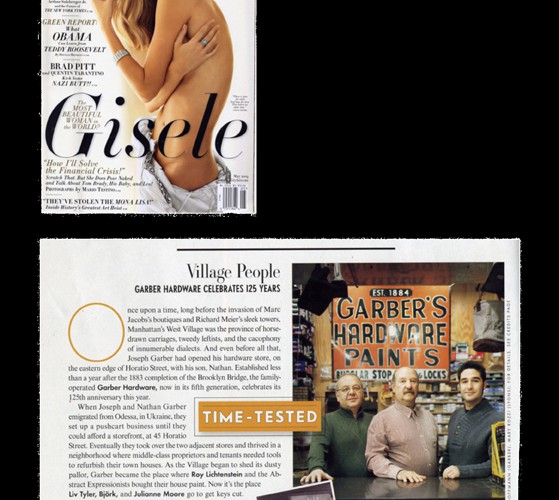 and the Future of
THE NEW YORK TIMES
GREEN REPORT:
What
OBAMA
Can Learn from
TEDDY ROOSEVELT
BRAD PITT
and QUENTIN TARANTINO
Kick Some
NAZI BUTT!
The
MOST
BEAUTIFUL
WOMAN in
the WORLD
Gisele
"How I'll Solve
the Financial Crisis!"
Scratch That. But She Does Pose Naked
and Talk About Tom Brady, His Baby, and Leo!
PHOTOGRAPHS by MARIO TESTINO
"THEY'VE STOLEN THE MONA LISA!"
Inside History's Greatest Art Heist
Village People
GARBER HARDWARE CELEBRATES 125 YEARS
Once upon a time, long before the invasion of Marc
Jacobs's boutiques and Richard Meier's sleek towers,
Manhattan's West Village was the province of horse-
drawn carriages, tweedy leftists, and the cacophony
of innumerable dialects. And even before all that,
Joseph Garber had opened his hardware store, on
the eastern edge of Horatio Street, with his son, Nathan. Established less
than a year after the 1883 completion of the Brooklyn Bridge, the family-
operated Garber Hardware, now in its fifth generation, celebrates its
125th anniversary this year.
When Joseph and Nathan Garber
emigrated from Odessa, in Ukraine, they
set up a pushcart business until they
could afford a storefront, at 45 Horatio
Street. Eventually they took over the two adjacent stores and thrived in a
neighborhood where middle-class proprietors and tenants needed tools
to refurbish their town houses. As the Village began to shed its dusty
pallor, Garber became the place where Roy Lichtenstein and the Ab-
stract Expressionists bought their house paint. Now it's the place
Liv Tyler, Björk, and Julianne Moore go to get keys cut.
TIME-TESTED
EST. 1884
GARBER'S
HARDWARE
PAINTS
BURGLAR STOP LOCKS